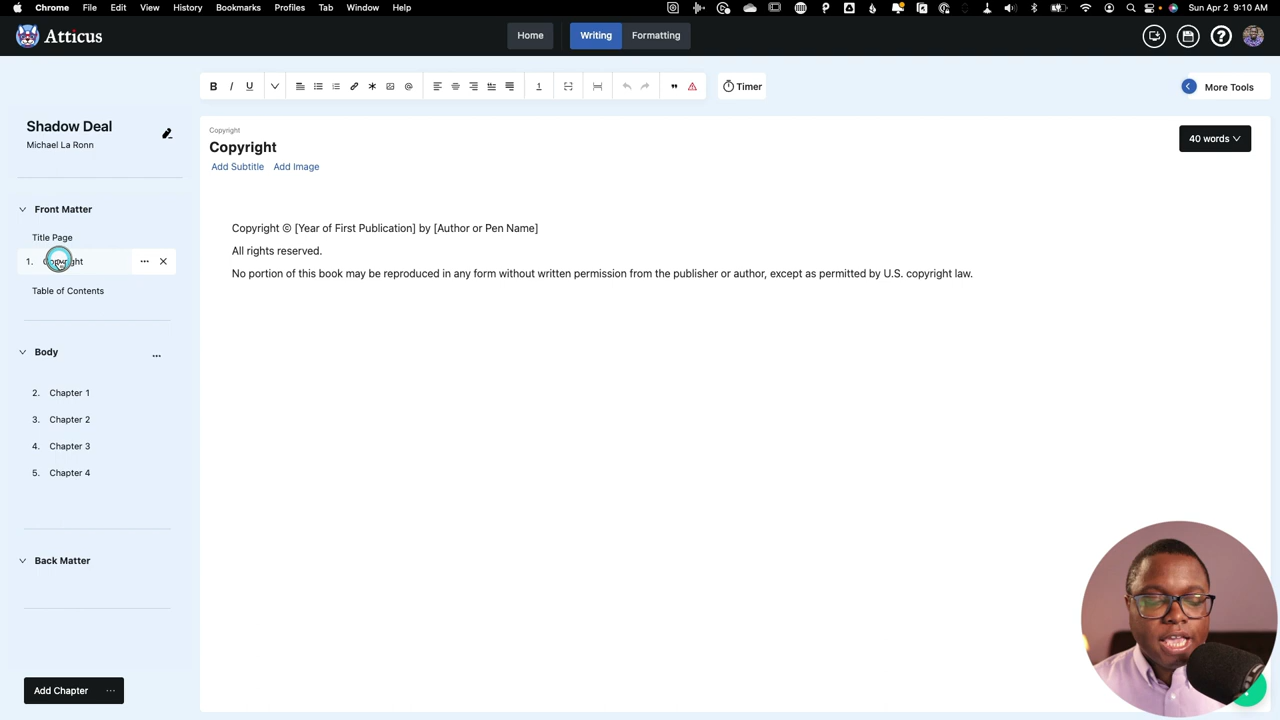 Chrome File Edit View History Bookmarks Profiles Tab Window Help Sun Apr 2 9:10 AM
Atticus Home Writing Formatting
B I U 1 Timer More Tools
Shadow Deal
Michael La Ronn
Front Matter
Title Page
1. Copyright
Table of Contents
Body
2. Chapter 1
3. Chapter 2
4. Chapter 3
5. Chapter 4
Back Matter
Add Chapter
Copyright
Copyright
40 words
Add Subtitle Add Image
Copyright © [Year of First Publication] by [Author or Pen Name]
All rights reserved.
No portion of this book may be reproduced in any form without written permission from the publisher or author, except as permitted by U.S. copyright law.